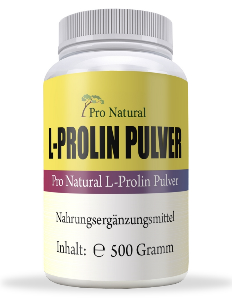 Pro Natural
L-PROLIN PULVER
Pro Natural L-Prolin Pulver
Nahrungsergänzungsmittel
Inhalt: ℮ 500 Gramm